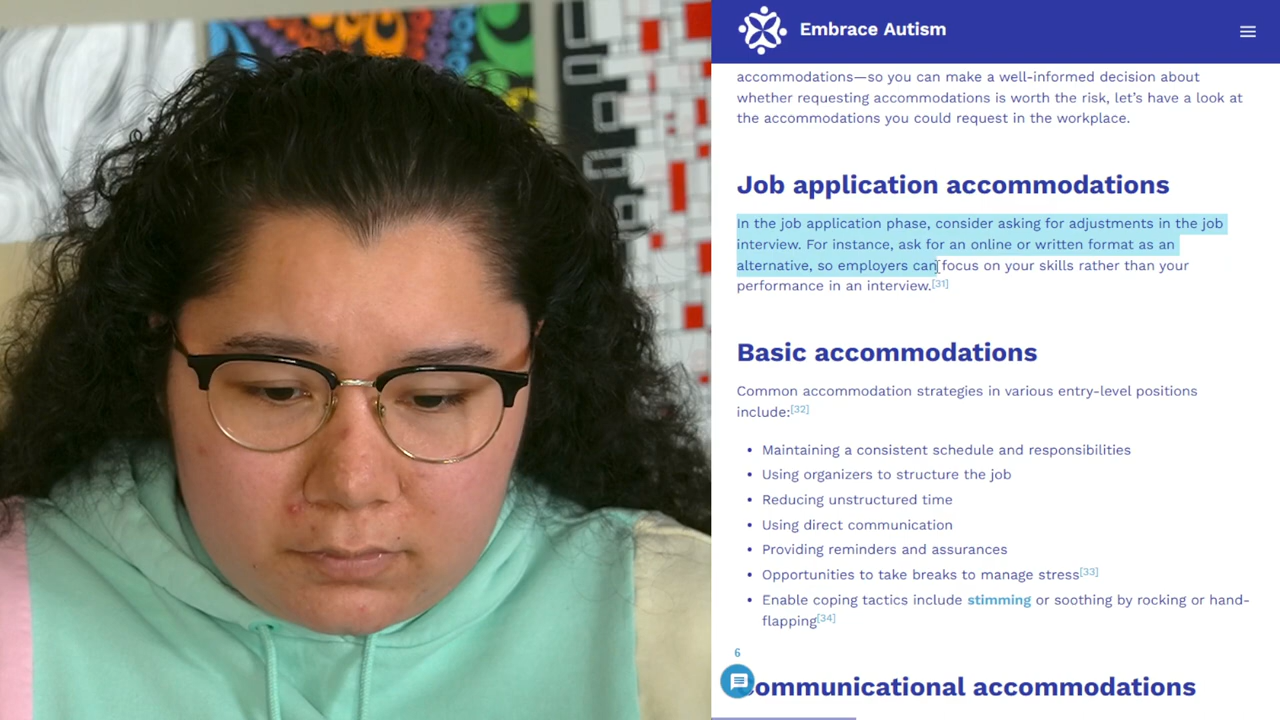 Embrace Autism
accommodations—so you can make a well-informed decision about
whether requesting accommodations is worth the risk, let's have a look at
the accommodations you could request in the workplace.
Job application accommodations
In the job application phase, consider asking for adjustments in the job
interview. For instance, ask for an online or written format as an
alternative, so employers can focus on your skills rather than your
performance in an interview.[31]
Basic accommodations
Common accommodation strategies in various entry-level positions
include:[32]
• Maintaining a consistent schedule and responsibilities
• Using organizers to structure the job
• Reducing unstructured time
• Using direct communication
• Providing reminders and assurances
• Opportunities to take breaks to manage stress[33]
• Enable coping tactics include stimming or soothing by rocking or hand-
flapping[34]
6
Communicational accommodations